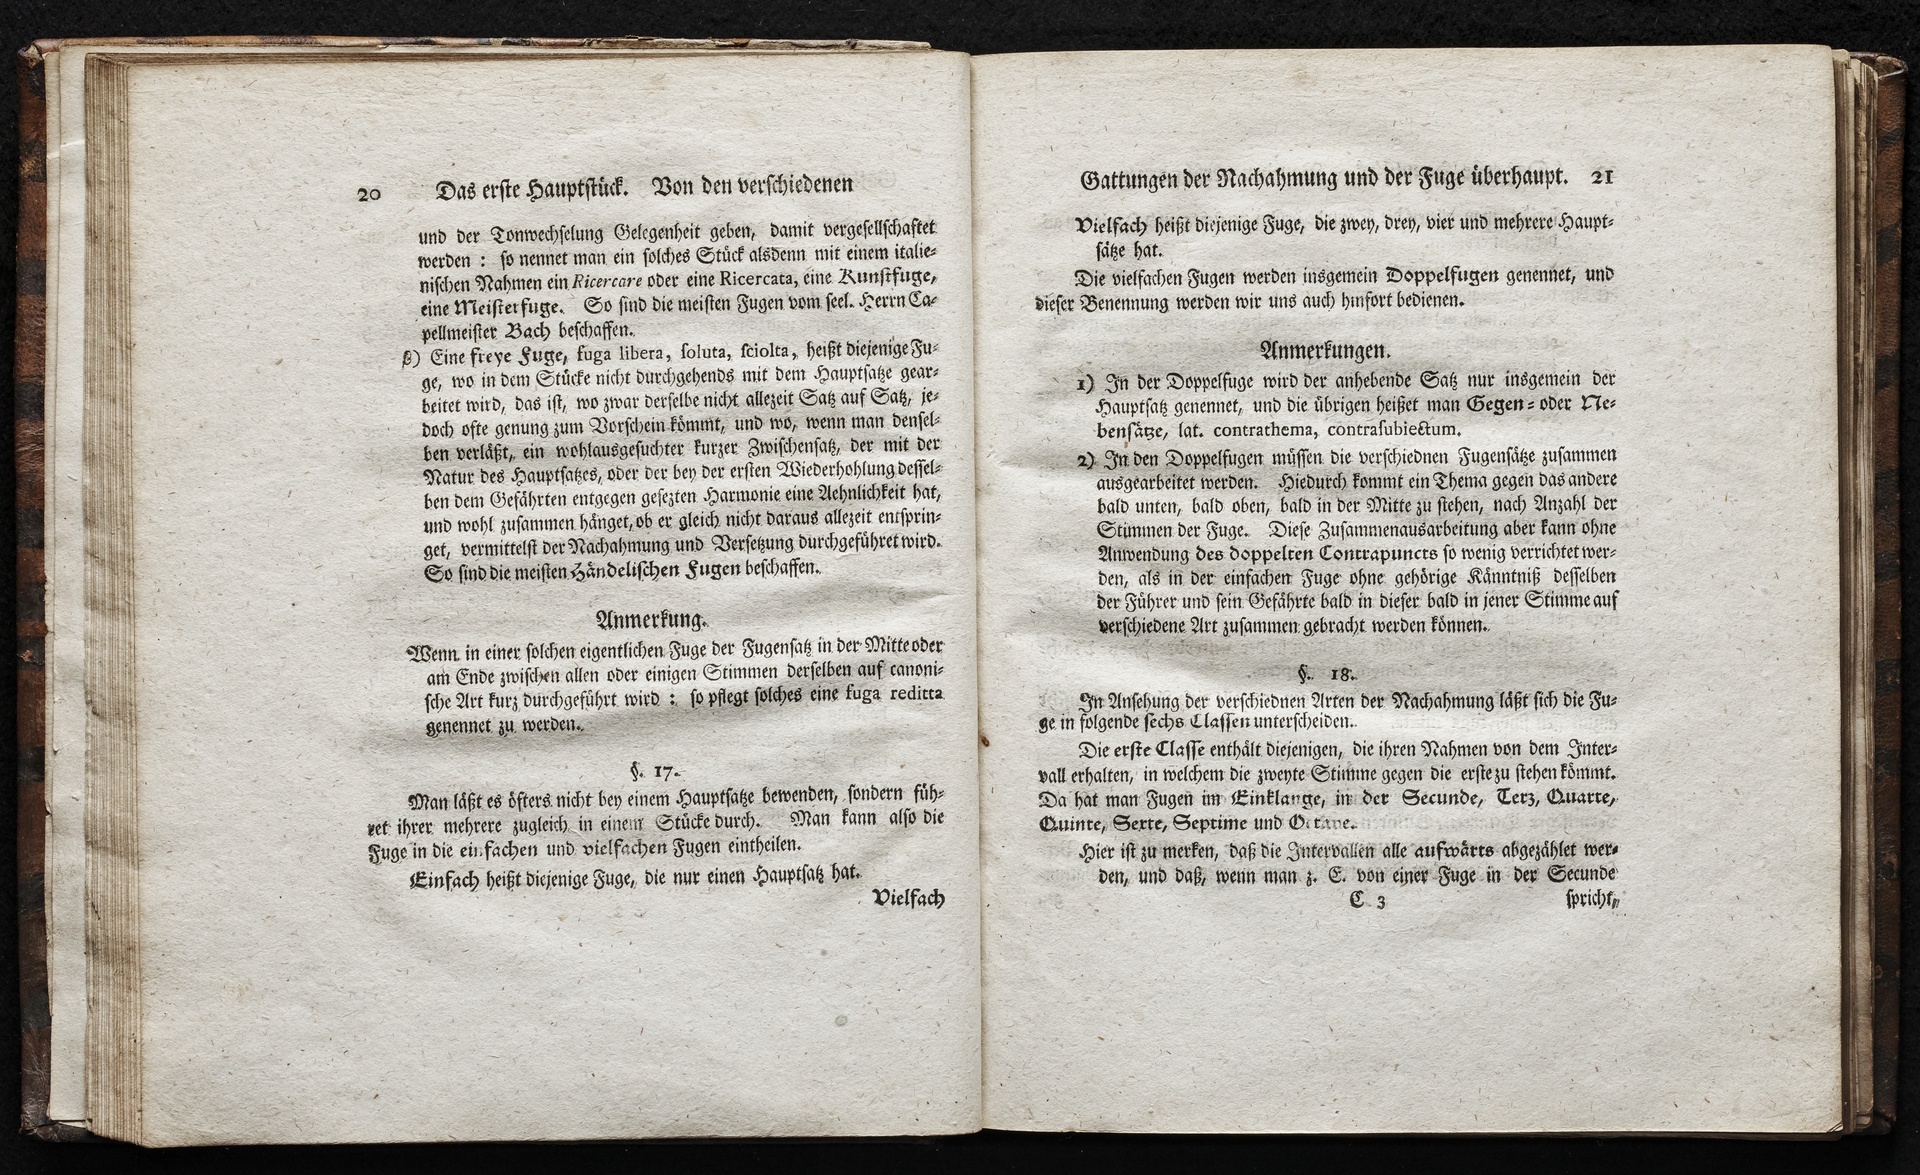 20 Das erste Hauptstück. Von den verschiedenen
und der Tonwechselung Gelegenheit geben, damit vergesellschaftet
werden : so nennet man ein solches Stück alsdenn mit einem italie-
nischen Nahmen ein Ricercare oder eine Ricercata, eine Kunstfuge,
eine Meisterfuge. So sind die meisten Fugen vom seel. Herrn Ca-
pellmeister Bach beschaffen.
β) Eine freye Fuge, fuga libera, soluta, sciolta, heißt diejenige Fu-
ge, wo in dem Stücke nicht durchgehends mit dem Hauptsatze gear-
beitet wird, das ist, wo zwar derselbe nicht allezeit Satz auf Satz, je-
doch ofte genung zum Vorschein kömmt, und wo, wenn man densel-
ben verläßt, ein wohlausgesuchter kurzer Zwischensatz, der mit der
Natur des Hauptsatzes, oder der bey der ersten Wiederhohlung dessel-
ben dem Gefährten entgegen gesezten Harmonie eine Aehnlichkeit hat,
und wohl zusammen hänget, ob er gleich nicht daraus allezeit entsprin-
get, vermittelst der Nachahmung und Versetzung durchgeführet wird.
So sind die meisten Händelischen Fugen beschaffen.
Anmerkung.
Wenn in einer solchen eigentlichen Fuge der Fugensatz in der Mitte oder
am Ende zwischen allen oder einigen Stimmen derselben auf canoni-
sche Art kurz durchgeführt wird : so pflegt solches eine fuga reditta
genennet zu werden.
§. 17.
Man läßt es öfters nicht bey einem Hauptsatze bewenden, sondern füh-
ret ihrer mehrere zugleich in einem Stücke durch. Man kann also die
Fuge in die einfachen und vielfachen Fugen eintheilen.
Einfach heißt diejenige Fuge, die nur einen Hauptsatz hat.
Vielfach
Gattungen der Nachahmung und der Fuge überhaupt. 21
Vielfach heißt diejenige Fuge, die zwey, drey, vier und mehrere Haupt-
sätze hat.
Die vielfachen Fugen werden insgemein Doppelfugen genennet, und
dieser Benennung werden wir uns auch hinfort bedienen.
Anmerkungen.
1) In der Doppelfuge wird der anhebende Satz nur insgemein der
Hauptsatz genennet, und die übrigen heißet man Gegen- oder Ne-
bensätze, lat. contrathema, contrasubiectum.
2) In den Doppelfugen müssen die verschiednen Fugensätze zusammen
ausgearbeitet werden. Hiedurch kommt ein Thema gegen das andere
bald unten, bald oben, bald in der Mitte zu stehen, nach Anzahl der
Stimmen der Fuge. Diese Zusammenausarbeitung aber kann ohne
Anwendung des doppelten Contrapuncts so wenig verrichtet wer-
den, als in der einfachen Fuge ohne gehörige Känntniß desselben
der Führer und sein Gefährte bald in dieser bald in jener Stimme auf
verschiedene Art zusammen gebracht werden können.
§. 18.
In Ansehung der verschiednen Arten der Nachahmung läßt sich die Fu-
ge in folgende sechs Classen unterscheiden.
Die erste Classe enthält diejenigen, die ihren Nahmen von dem Inter-
vall erhalten, in welchem die zweyte Stimme gegen die erste zu stehen kömmt.
Da hat man Fugen im Einklange, in der Secunde, Terz, Quarte,
Quinte, Sexte, Septime und Octave.
Hier ist zu merken, daß die Intervallen alle aufwärts abgezählet wer-
den, und daß, wenn man z. E. von einer Fuge in der Secunde
C 3 spricht,